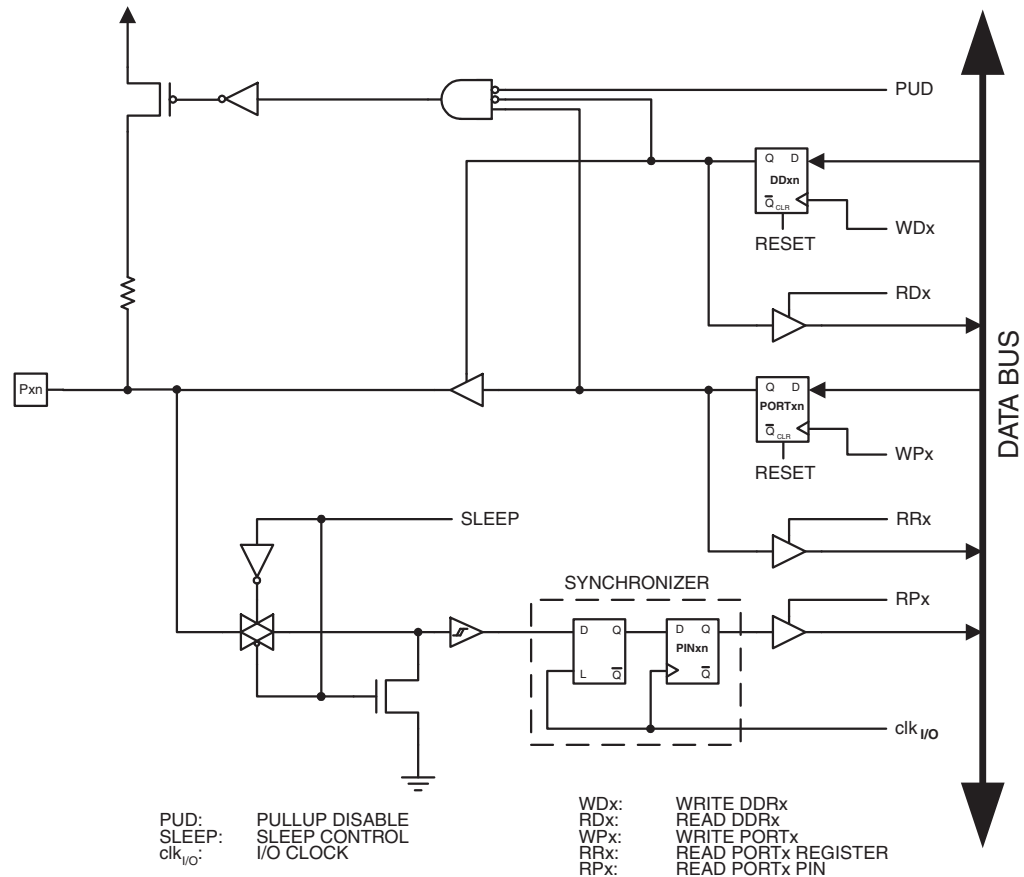 PUD
Q D
DDxn
Q CLR
WDx
RESET
RDx
Pxn
Q D
PORTxn
Q CLR
WPx
RESET
DATA BUS
SLEEP
RRx
SYNCHRONIZER
RPx
D Q
L Q
D Q
PINxn
Q
clk I/O
PUD: PULLUP DISABLE
SLEEP: SLEEP CONTROL
clkI/O: I/O CLOCK
WDx: WRITE DDRx
RDx: READ DDRx
WPx: WRITE PORTx
RRx: READ PORTx REGISTER
RPx: READ PORTx PIN